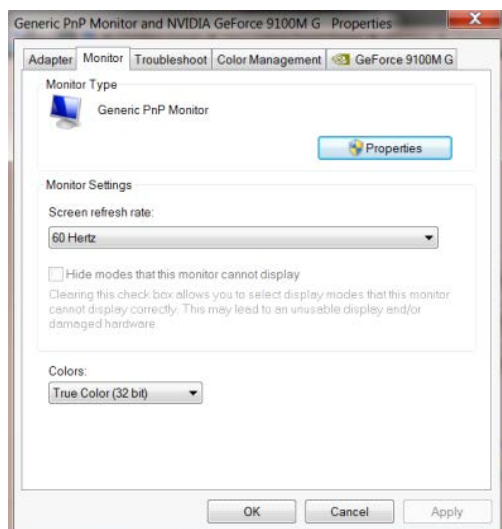 Generic PnP Monitor and NVIDIA GeForce 9100M G Properties
Adapter Monitor Troubleshoot Color Management GeForce 9100M G
Monitor Type
Generic PnP Monitor
Properties
Monitor Settings
Screen refresh rate:
60 Hertz
Hide modes that this monitor cannot display
Clearing this check box allows you to select display modes that this monitor
cannot display correctly. This may lead to an unusable display and/or
damaged hardware.
Colors:
True Color (32 bit)
OK Cancel Apply